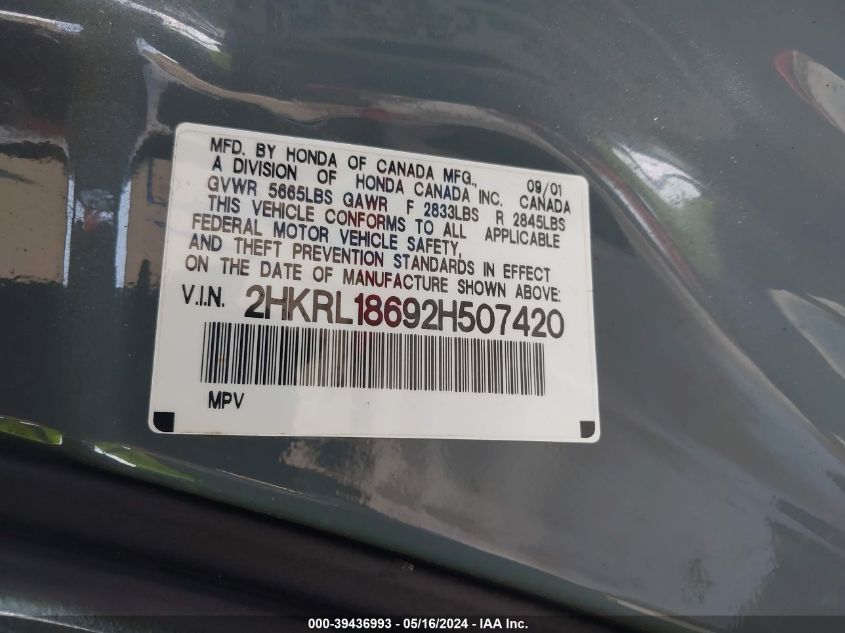 MFD. BY HONDA OF CANADA MFG., 09/01
A DIVISION OF HONDA CANADA INC. CANADA
GVWR 5665LBS GAWR F 2833LBS R 2845LBS
THIS VEHICLE CONFORMS TO ALL APPLICABLE
FEDERAL MOTOR VEHICLE SAFETY,
AND THEFT PREVENTION STANDARDS IN EFFECT
ON THE DATE OF MANUFACTURE SHOWN ABOVE:
V.I.N. 2HKRL18692H507420
MPV
000-39436993 - 05/16/2024 - IAA Inc.